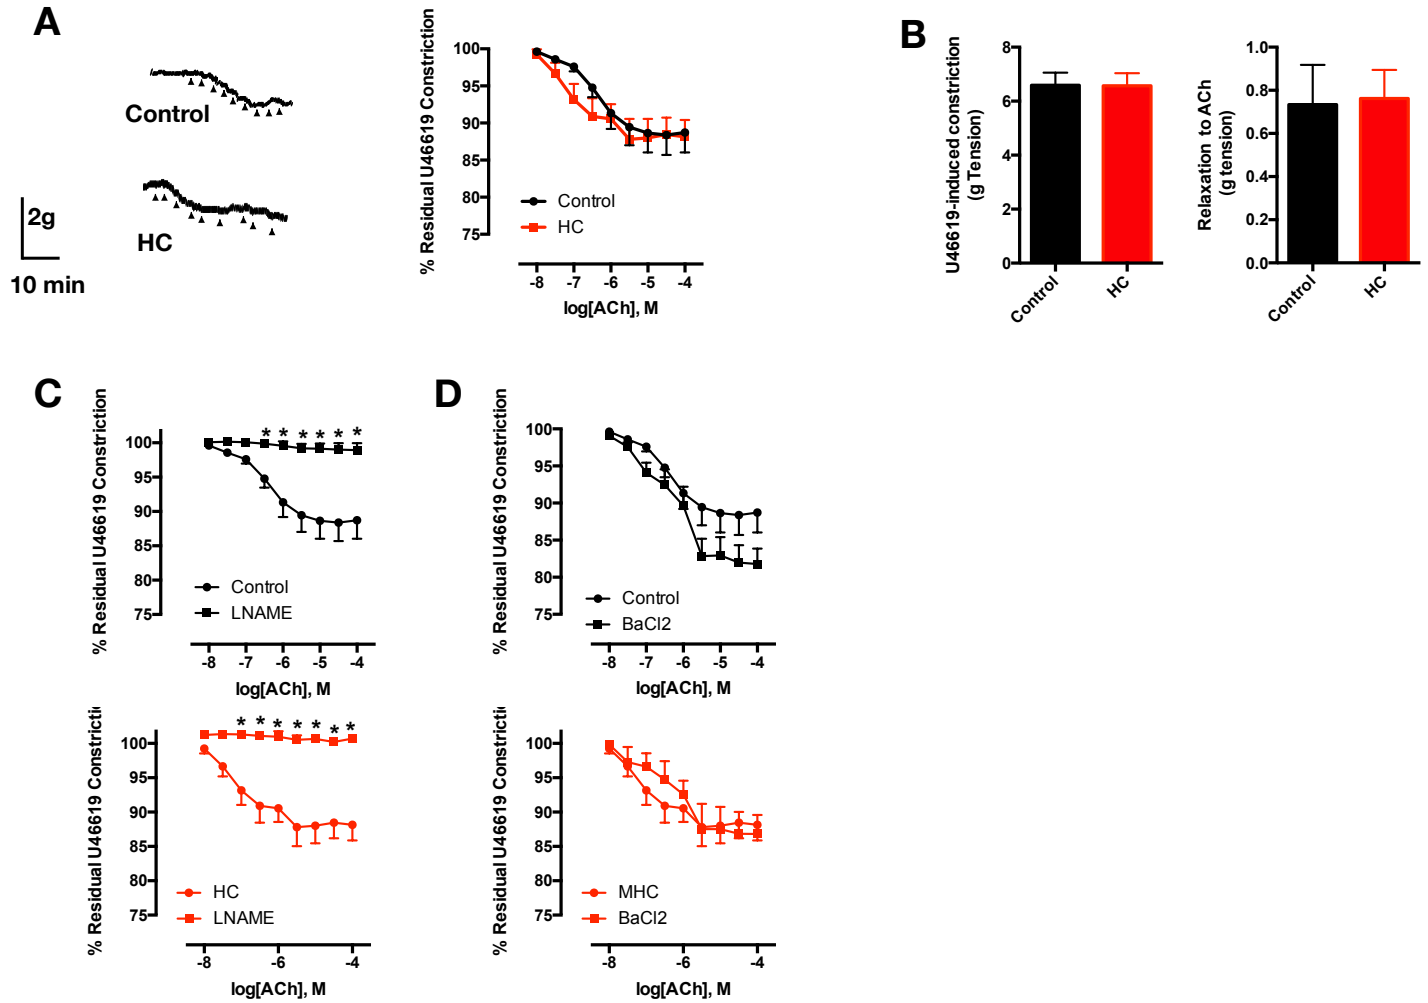 A
Control
HC
2g
10 min
% Residual U46619 Constriction
100
95
90
85
80
75
Control
HC
-8
-7
-6
-5
-4
log[ACh], M
B
U46619-induced constriction
(g Tension)
8
6
4
2
0
Control
HC
Relaxation to ACh
(g tension)
1.0
0.8
0.6
0.4
0.2
0.0
Control
HC
C
% Residual U46619 Constriction
100
95
90
85
80
75
* * * * * *
Control
LNAME
-8
-7
-6
-5
-4
log[ACh], M
% Residual U46619 Constricti
100
95
90
85
80
75
* * * * * * *
HC
LNAME
-8
-6
-4
log[ACh], M
D
% Residual U46619 Constriction
100
95
90
85
80
75
Control
BaCl2
-8
-7
-6
-5
-4
log[ACh], M
% Residual U46619 Constricti
100
95
90
85
80
75
MHC
BaCl2
-8
-6
-4
log[ACh], M